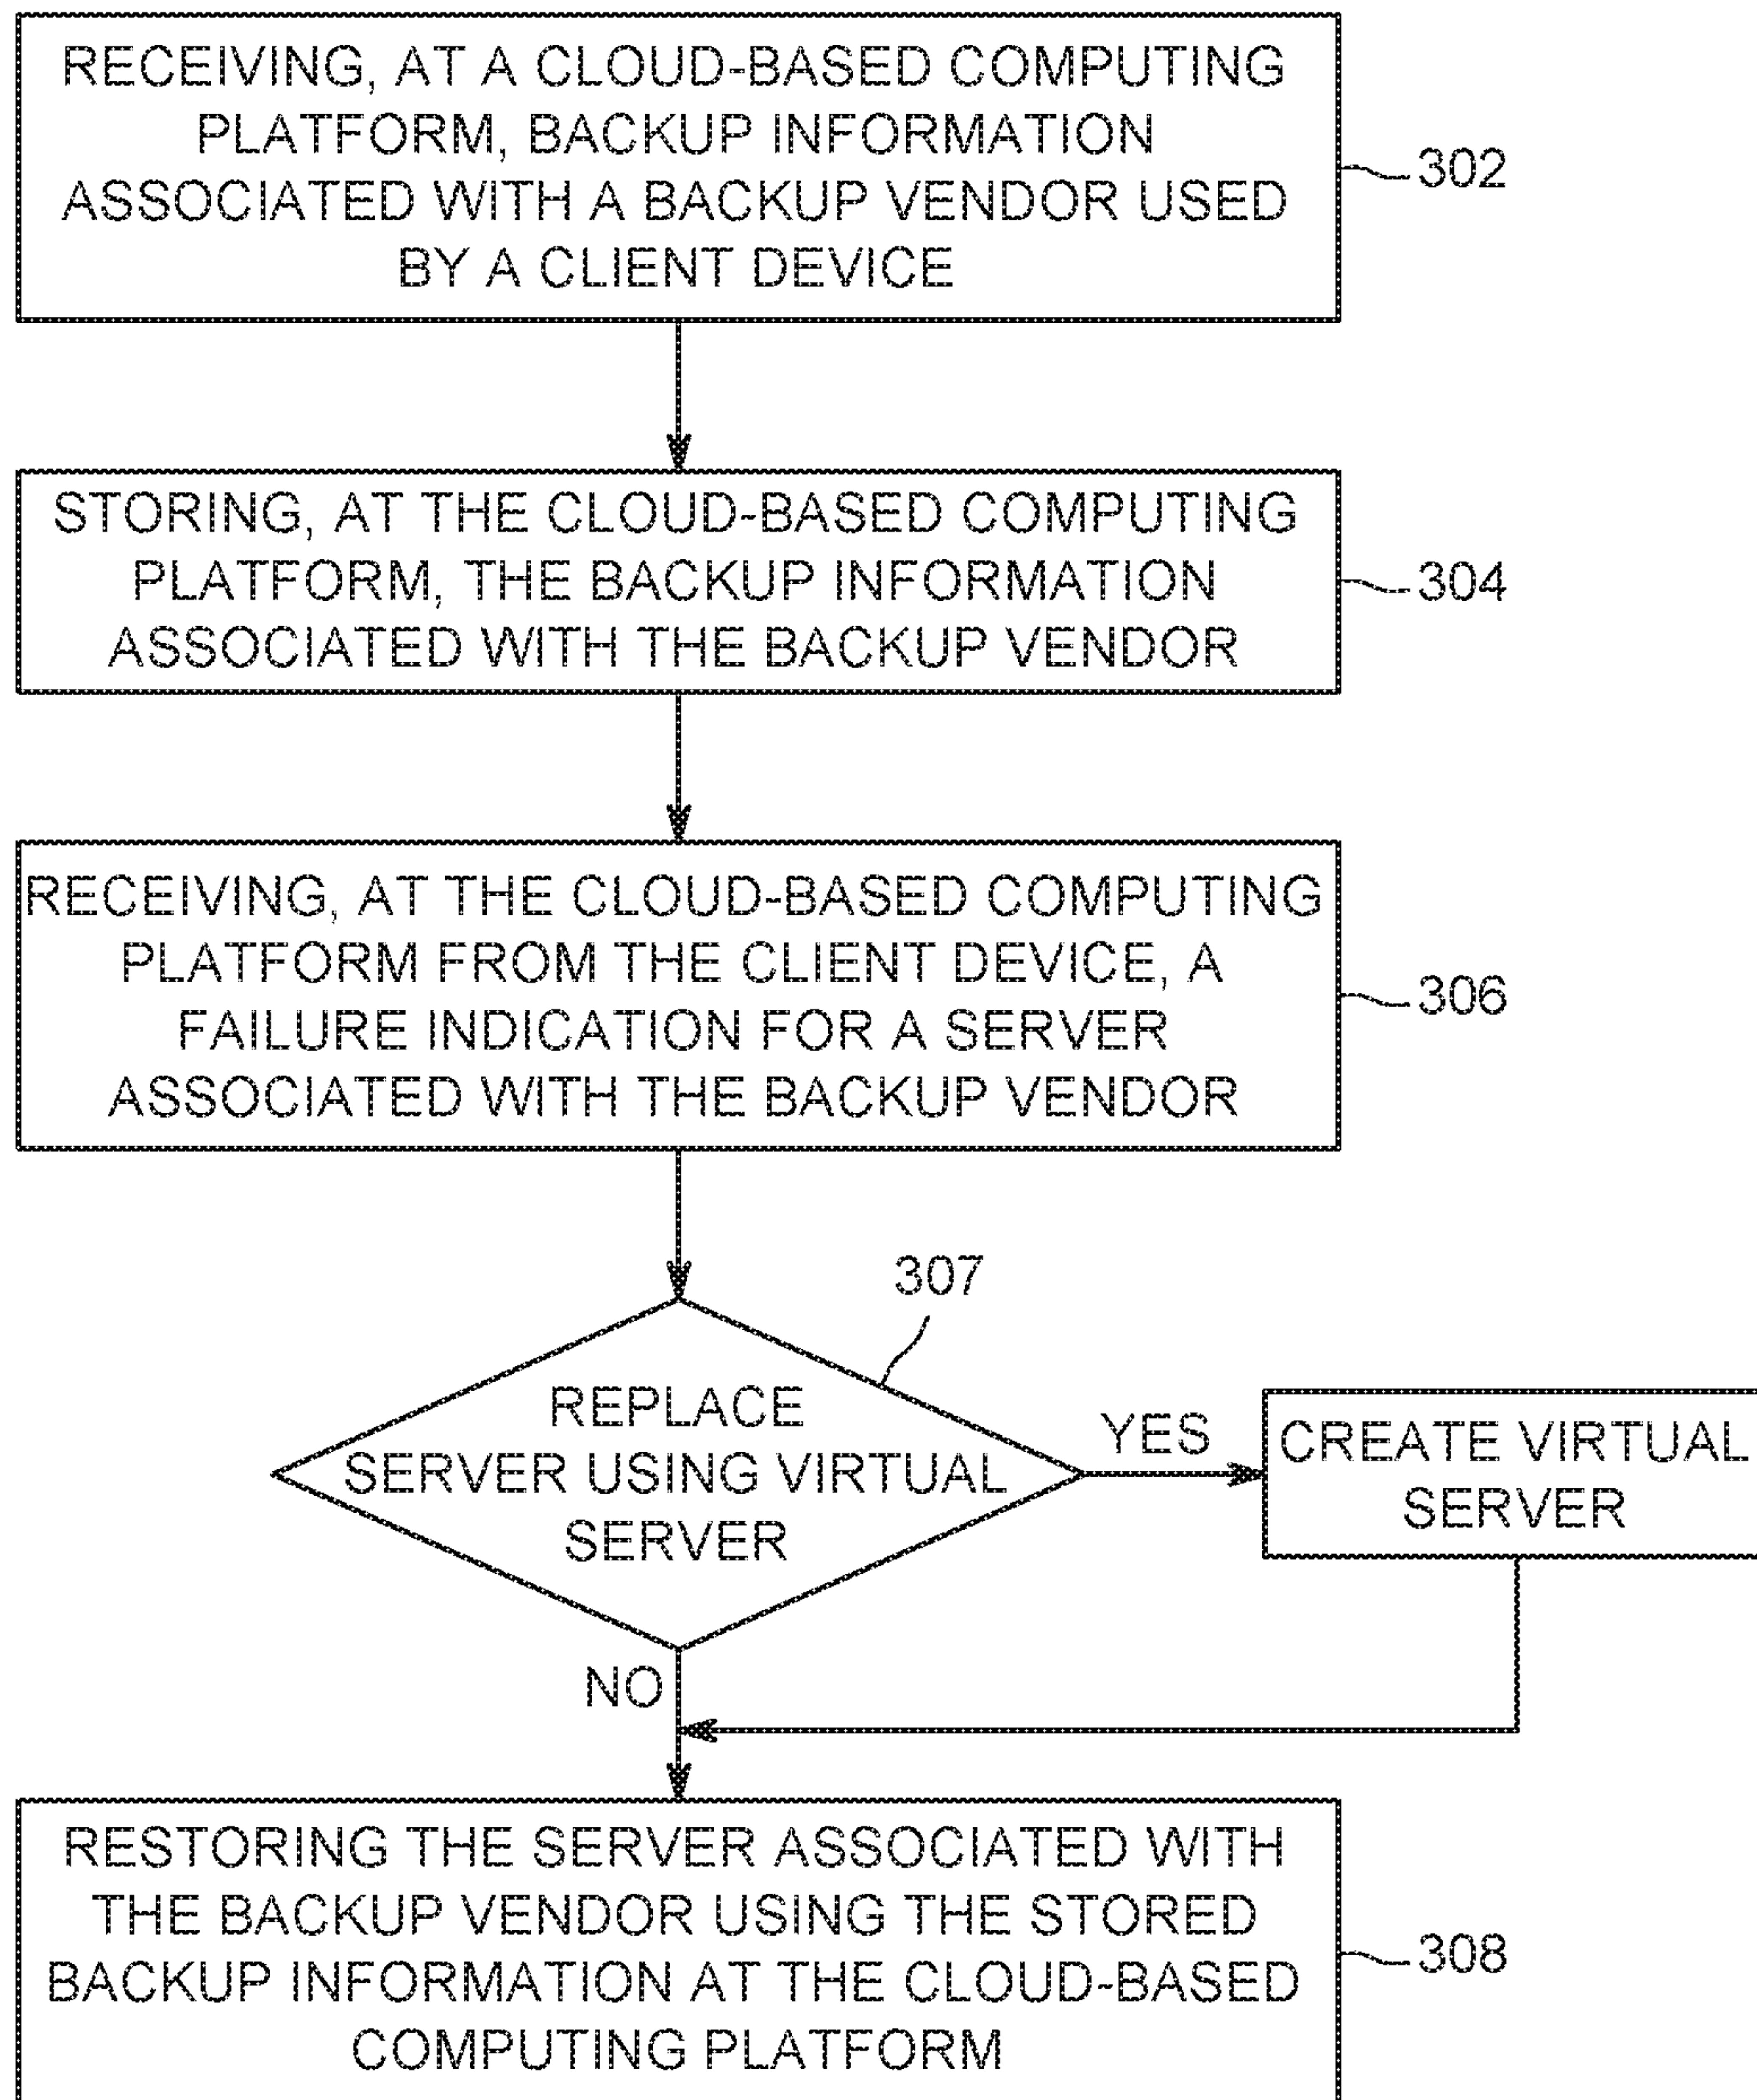 RECEIVING, AT A CLOUD-BASED COMPUTING
PLATFORM, BACKUP INFORMATION
ASSOCIATED WITH A BACKUP VENDOR USED
BY A CLIENT DEVICE
302
STORING, AT THE CLOUD-BASED COMPUTING
PLATFORM, THE BACKUP INFORMATION
ASSOCIATED WITH THE BACKUP VENDOR
304
RECEIVING, AT THE CLOUD-BASED COMPUTING
PLATFORM FROM THE CLIENT DEVICE, A
FAILURE INDICATION FOR A SERVER
ASSOCIATED WITH THE BACKUP VENDOR
306
307
REPLACE
SERVER USING VIRTUAL
SERVER
YES
CREATE VIRTUAL
SERVER
NO
RESTORING THE SERVER ASSOCIATED WITH
THE BACKUP VENDOR USING THE STORED
BACKUP INFORMATION AT THE CLOUD-BASED
COMPUTING PLATFORM
308